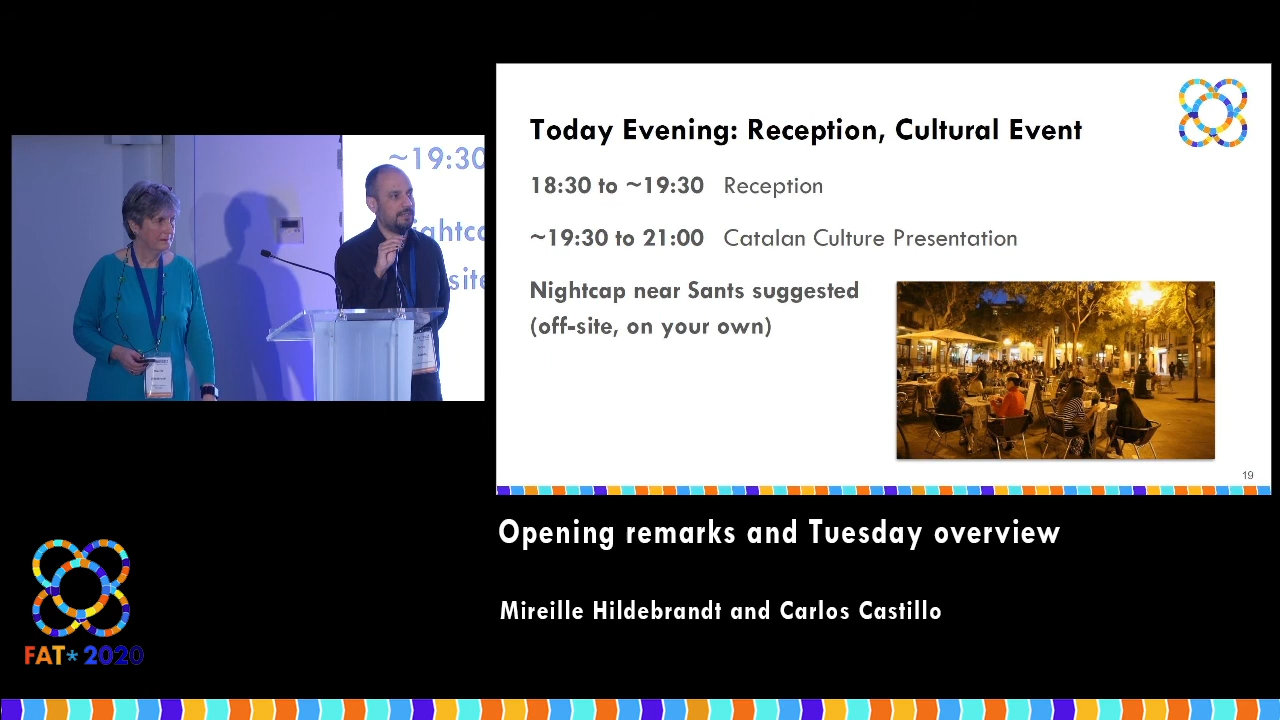 ~19:30
ightc
site
Today Evening: Reception, Cultural Event
18:30 to ~19:30 Reception
~19:30 to 21:00 Catalan Culture Presentation
Nightcap near Sants suggested
(off-site, on your own)
19
Opening remarks and Tuesday overview
Mireille Hildebrandt and Carlos Castillo
FAT* 2020